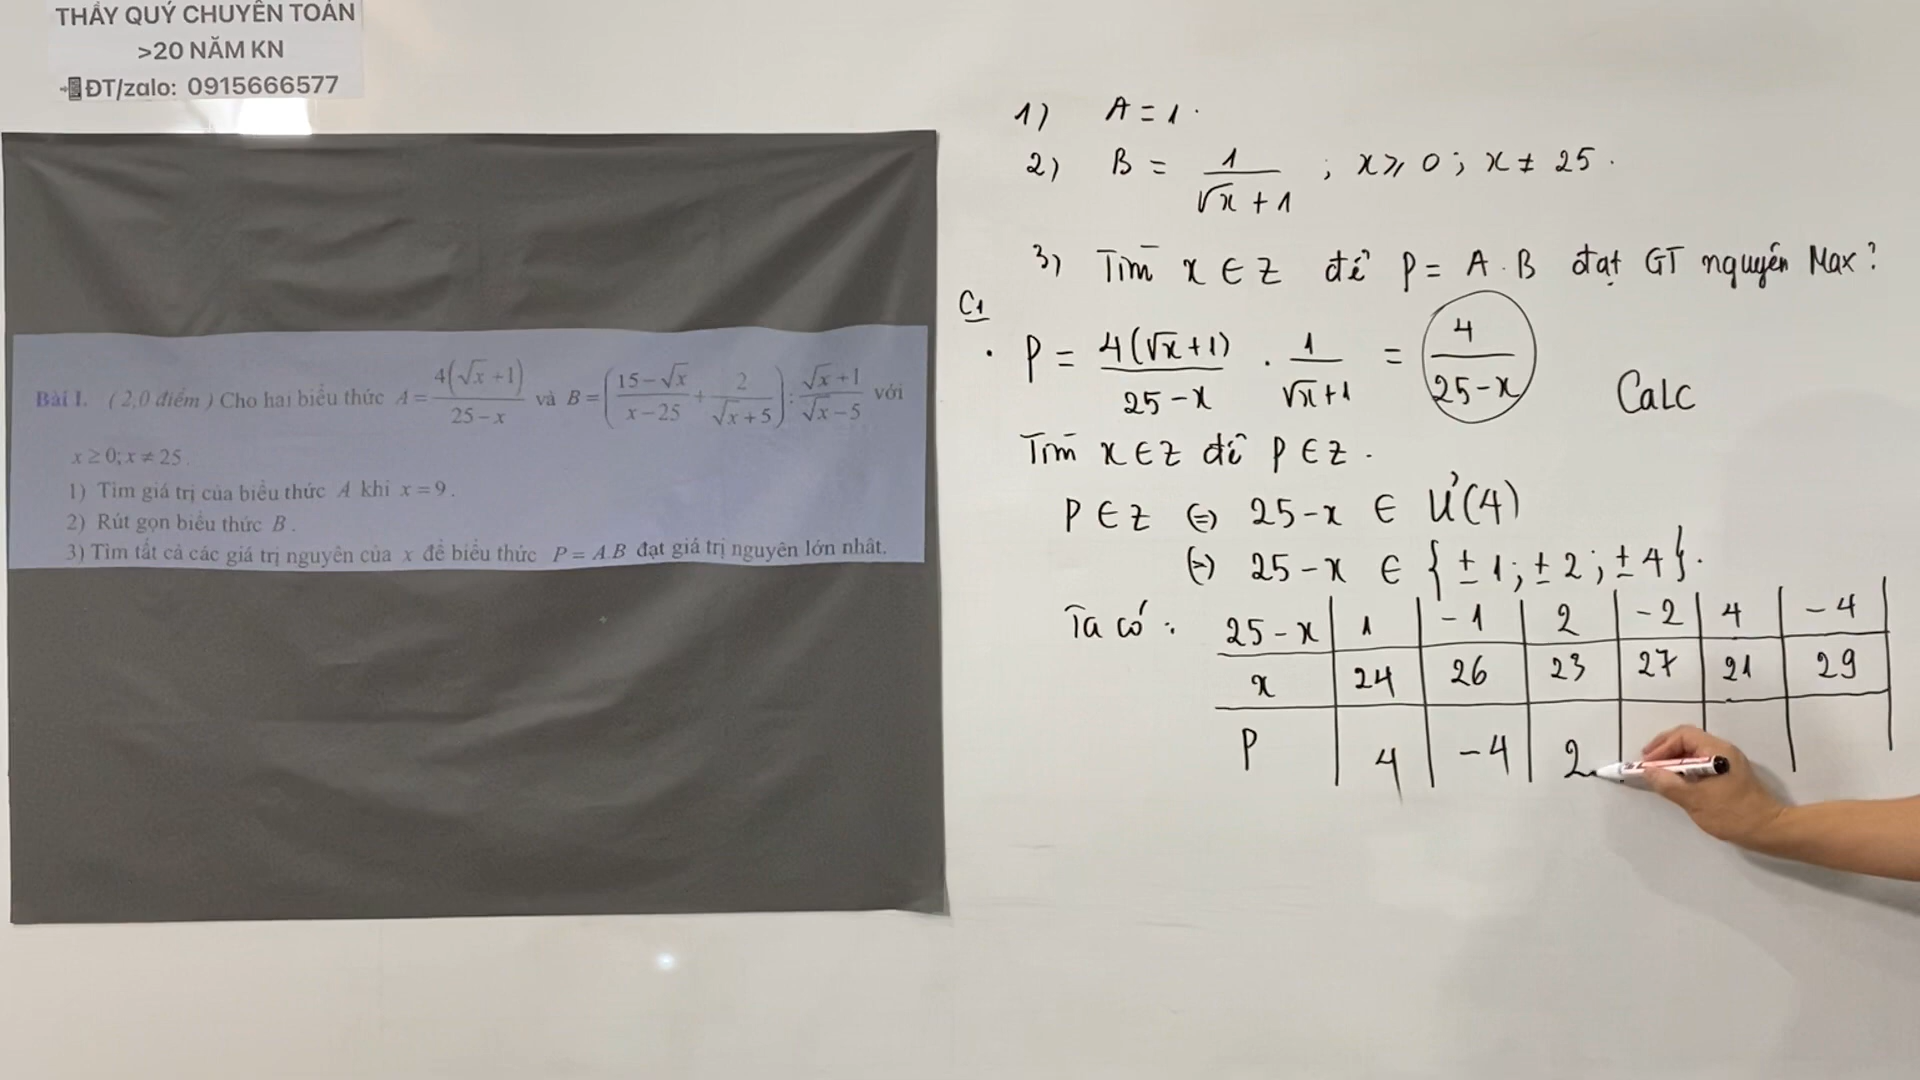 THẦY QUÝ CHUYÊN TOÁN
>20 NĂM KN
ĐT/zalo: 0915666577
Bài I. (2,0 điểm) Cho hai biểu thức A = 4(√x+1)/(25-x) và B = ((15-√x)/(x-25) + 2/(√x+5)) : (√x+1)/(√x-5) với
x ≥ 0; x ≠ 25.
1) Tìm giá trị của biểu thức A khi x = 9.
2) Rút gọn biểu thức B.
3) Tìm tất cả các giá trị nguyên của x để biểu thức P = A.B đạt giá trị nguyên lớn nhất.
1) A = 1.
2) B = 1/(√x+1) ; x ≥ 0 ; x ≠ 25.
3) Tìm x ∈ Z để P = A.B đạt GT nguyên Max?
C1
• P = 4(√x+1)/(25-x) . 1/(√x+1) = 4/(25-x) CaLc
Tìm x ∈ Z để P ∈ Z.
P ∈ Z (=) 25-x ∈ Ư(4)
(=) 25-x ∈ {±1; ±2; ±4}.
Ta có: 25-x | 1 | -1 | 2 | -2 | 4 | -4
x | 24 | 26 | 23 | 27 | 21 | 29
P | 4 | -4 | 2